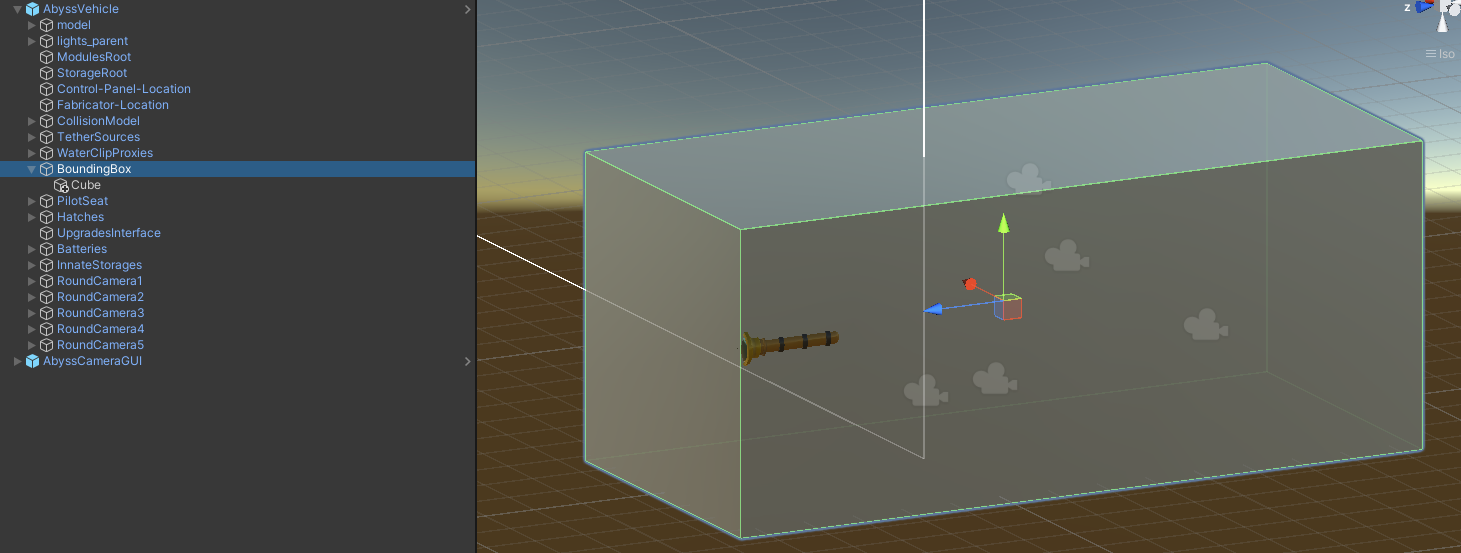 AbyssVehicle
model
lights_parent
ModulesRoot
StorageRoot
Control-Panel-Location
Fabricator-Location
CollisionModel
TetherSources
WaterClipProxies
BoundingBox
Cube
PilotSeat
Hatches
UpgradesInterface
Batteries
InnateStorages
RoundCamera1
RoundCamera2
RoundCamera3
RoundCamera4
RoundCamera5
AbyssCameraGUI
z
Iso